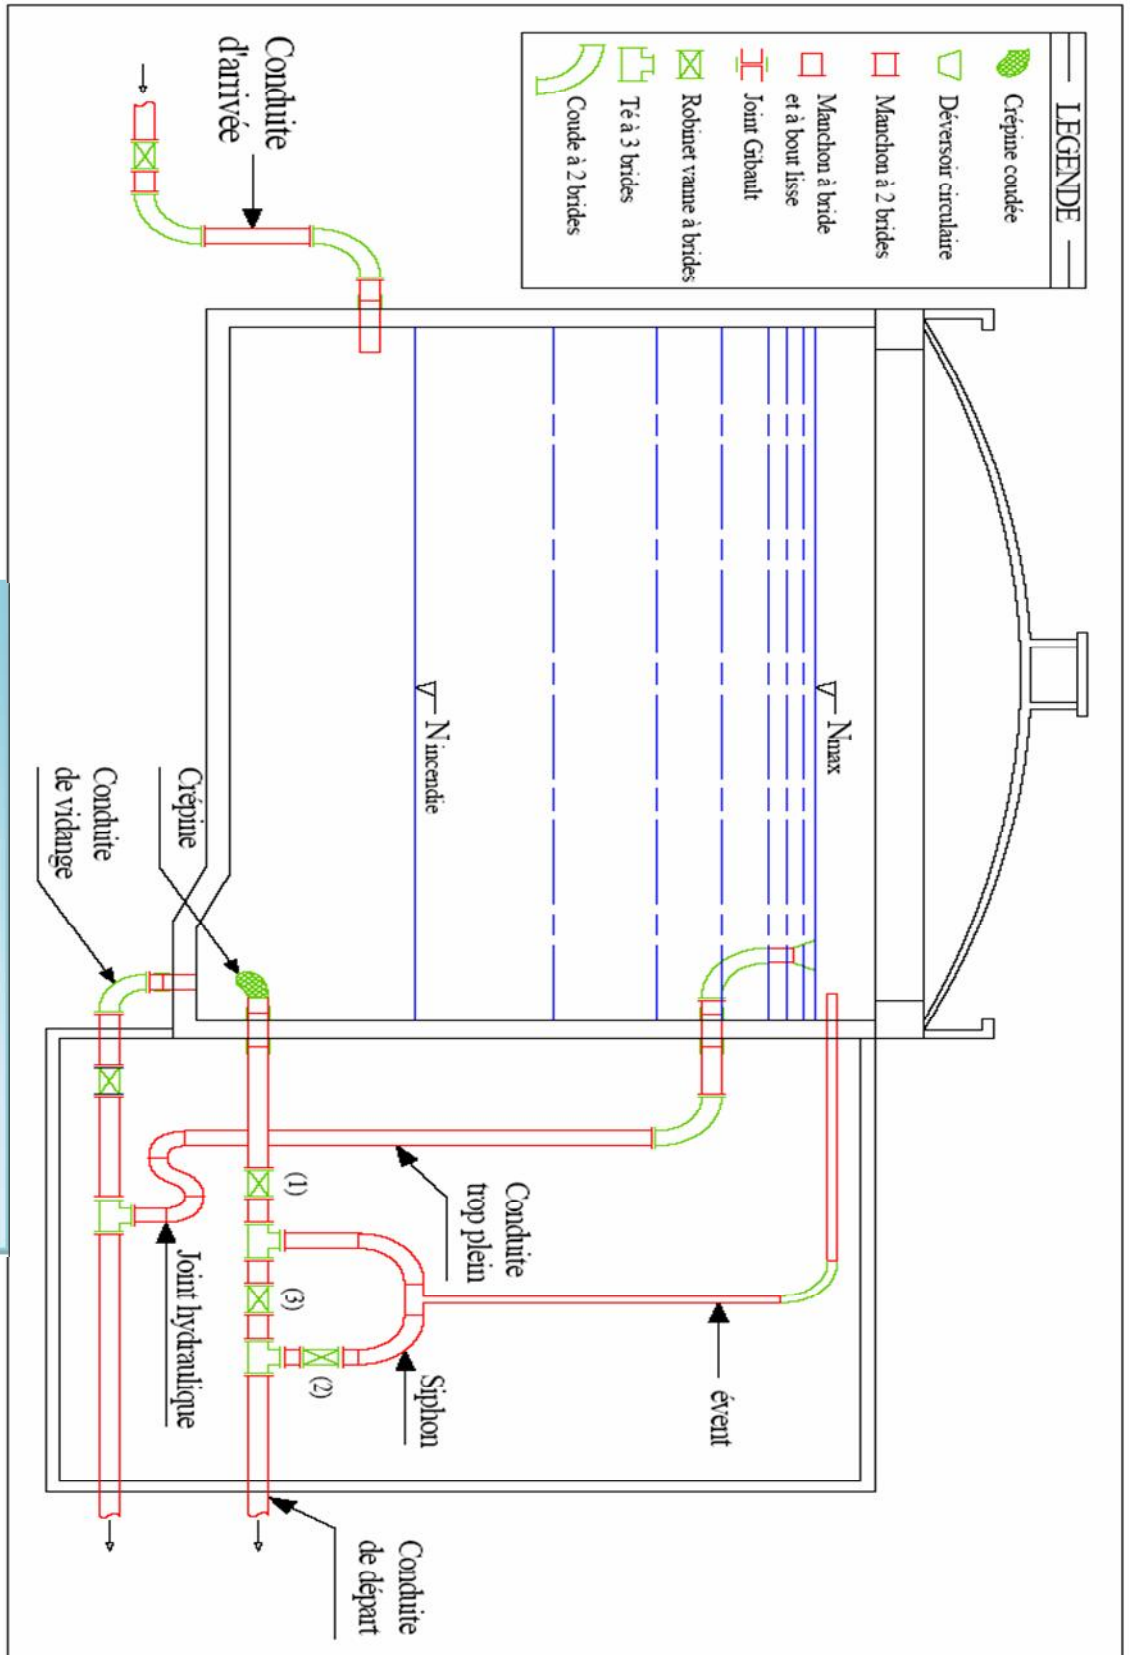 LEGENDE
Crépine coudée
Déversoir circulaire
Manchon à 2 brides
Manchon à bride
et à bout lisse
Joint Gibault
Robinet vanne à brides
Té à 3 brides
Coude à 2 brides
Conduite
d'arrivée
Nmax
N incendie
Crépine
Conduite
de vidange
évent
Conduite
trop plein
(1)
(3)
(2)
Siphon
Joint hydraulique
Conduite
de départ